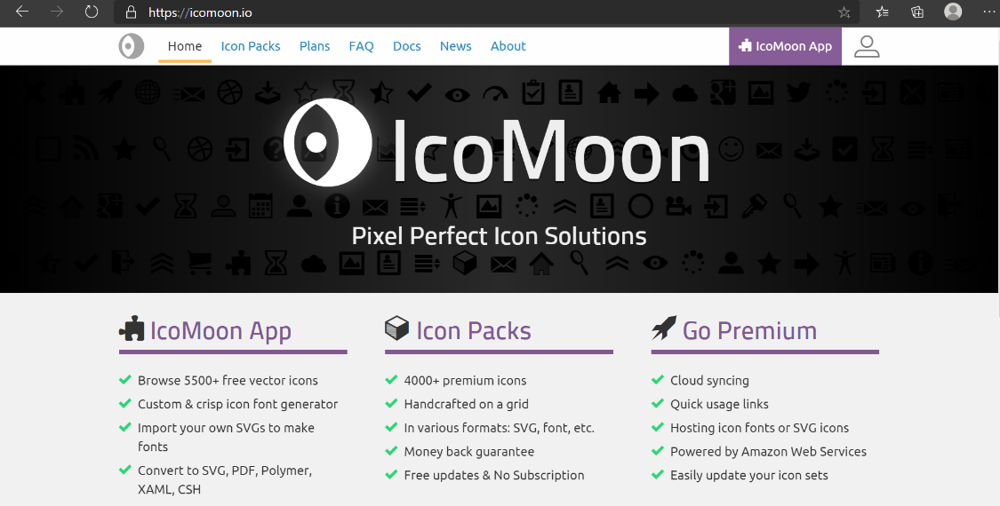 https://icomoon.io
Home Icon Packs Plans FAQ Docs News About IcoMoon App
IcoMoon
Pixel Perfect Icon Solutions
IcoMoon App
Browse 5500+ free vector icons
Custom & crisp icon font generator
Import your own SVGs to make
fonts
Convert to SVG, PDF, Polymer,
XAML, CSH
Icon Packs
4000+ premium icons
Handcrafted on a grid
In various formats: SVG, font, etc.
Money back guarantee
Free updates & No Subscription
Go Premium
Cloud syncing
Quick usage links
Hosting icon fonts or SVG icons
Powered by Amazon Web Services
Easily update your icon sets